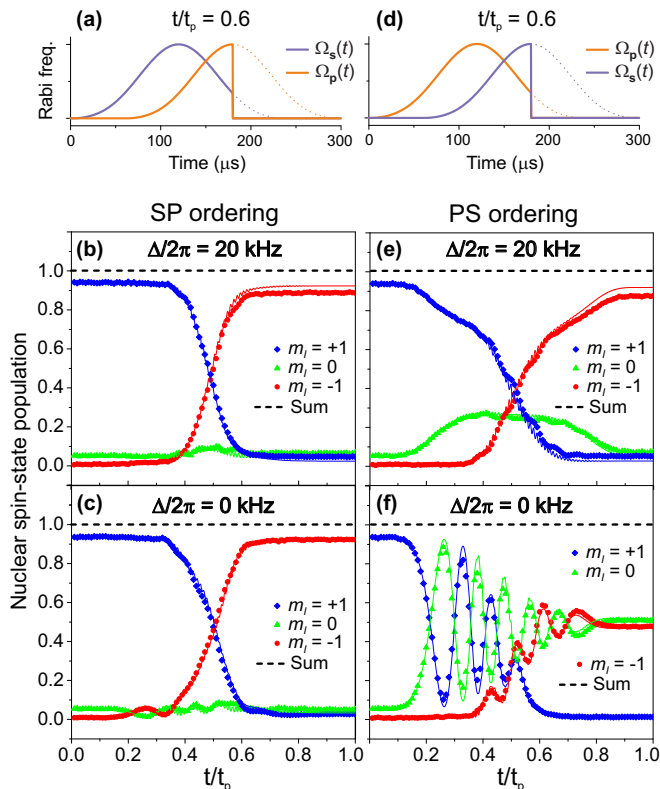 (a) t/tp = 0.6
Ωs(t)
Ωp(t)
Rabi freq.
0 100 200 300
Time (μs)
(d) t/tp = 0.6
Ωp(t)
Ωs(t)
0 100 200 300
Time (μs)
SP ordering
PS ordering
Nuclear spin-state population
(b) Δ/2π = 20 kHz
1.0
0.8
0.6
0.4
0.2
0.0
mI = +1
mI = 0
mI = -1
Sum
(e) Δ/2π = 20 kHz
mI = +1
mI = 0
mI = -1
Sum
(c) Δ/2π = 0 kHz
1.0
0.8
0.6
0.4
0.2
0.0
mI = +1
mI = 0
mI = -1
Sum
0.0 0.2 0.4 0.6 0.8 1.0
t/tp
(f) Δ/2π = 0 kHz
mI = +1
mI = 0
mI = -1
Sum
0.2 0.4 0.6 0.8 1.0
t/tp